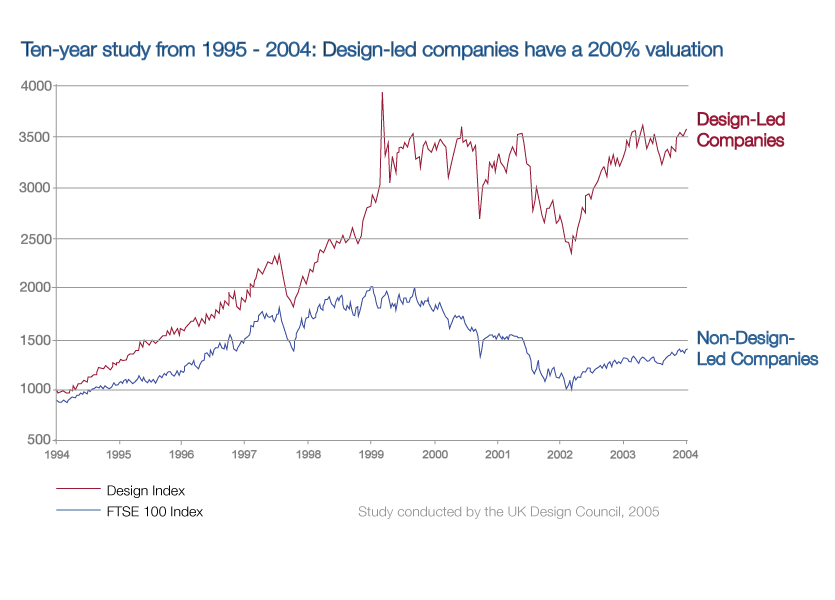 Ten-year study from 1995 - 2004: Design-led companies have a 200% valuation
4000
3500
3000
2500
2000
1500
1000
500
1994 1995 1996 1997 1998 1999 2000 2001 2002 2003 2004
Design-Led
Companies
Non-Design-
Led Companies
Design Index
FTSE 100 Index
Study conducted by the UK Design Council, 2005